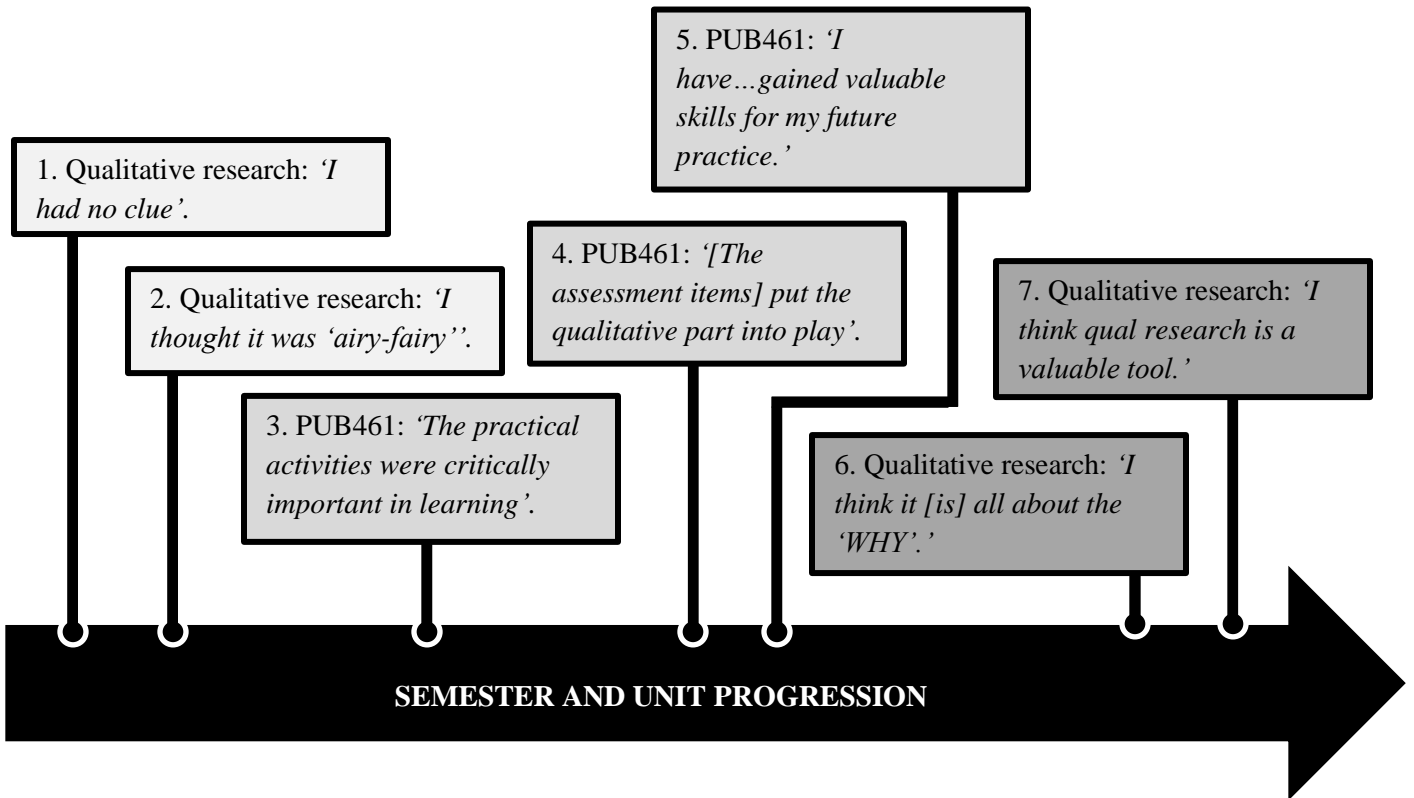 1. Qualitative research: ‘I
had no clue’.
2. Qualitative research: ‘I
thought it was ‘airy-fairy’’.
3. PUB461: ‘The practical
activities were critically
important in learning’.
4. PUB461: ‘[The
assessment items] put the
qualitative part into play’.
5. PUB461: ‘I
have…gained valuable
skills for my future
practice.’
6. Qualitative research: ‘I
think it [is] all about the
‘WHY’.’
7. Qualitative research: ‘I
think qual research is a
valuable tool.’
SEMESTER AND UNIT PROGRESSION